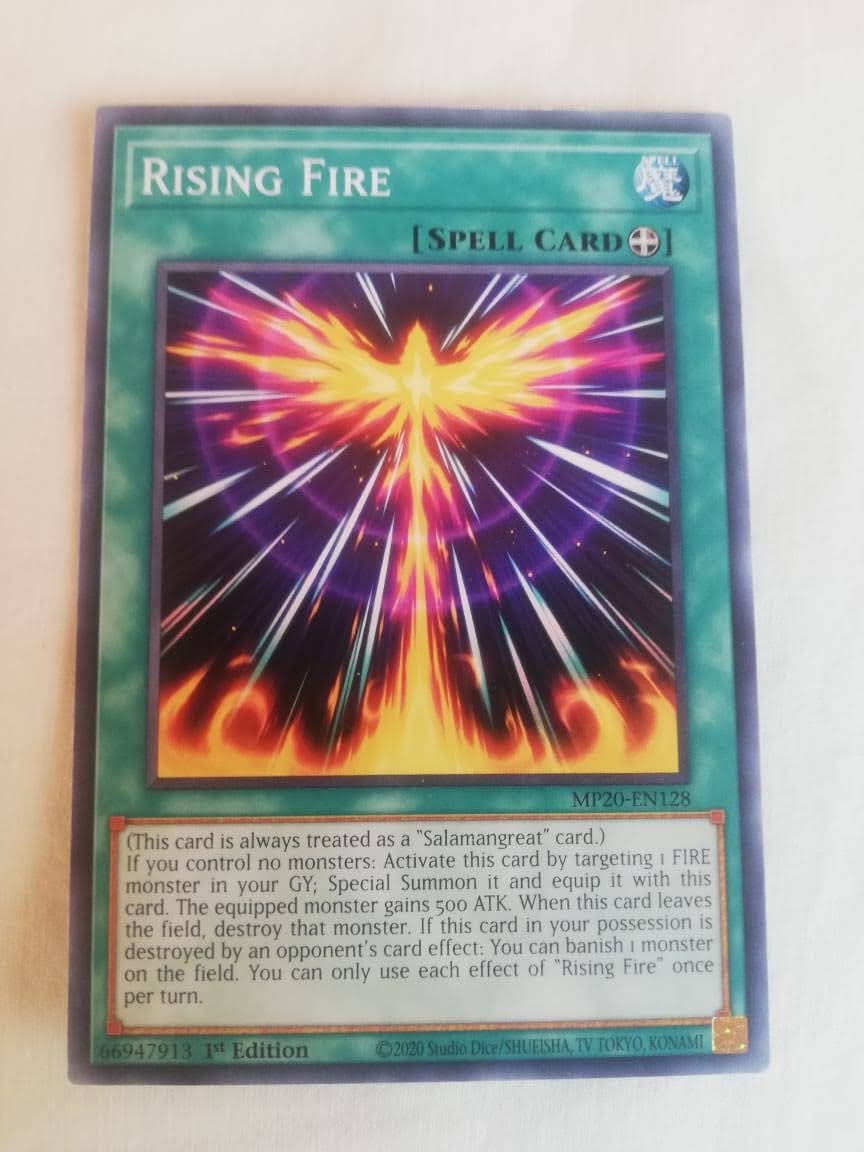 RISING FIRE
SPELL
魔
[SPELL CARD]
MP20-EN128
(This card is always treated as a "Salamangreat" card.)
If you control no monsters: Activate this card by targeting 1 FIRE
monster in your GY; Special Summon it and equip it with this
card. The equipped monster gains 500 ATK. When this card leaves
the field, destroy that monster. If this card in your possession is
destroyed by an opponent's card effect: You can banish 1 monster
on the field. You can only use each effect of "Rising Fire" once
per turn.
66947913 1st Edition
©2020 Studio Dice/SHUEISHA, TV TOKYO, KONAMI